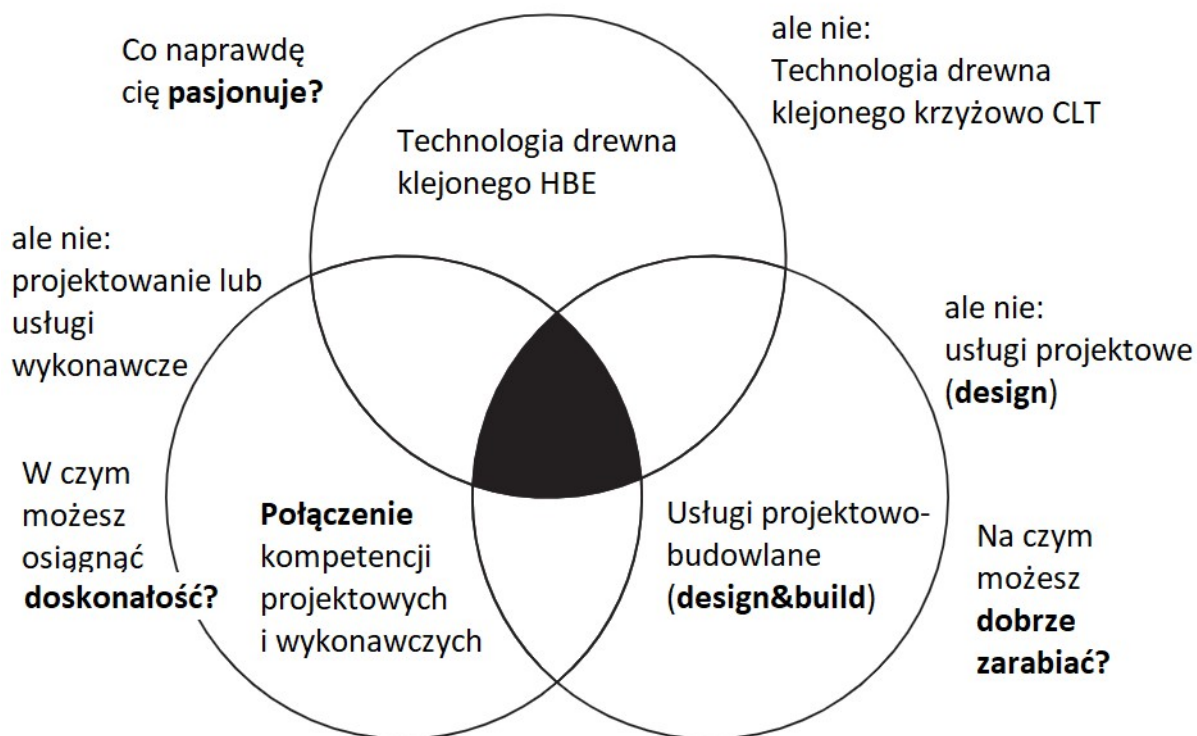 Co naprawdę
cię pasjonuje?
ale nie:
Technologia drewna
klejonego krzyżowo CLT
Technologia drewna
klejonego HBE
ale nie:
projektowanie lub
usługi
wykonawcze
ale nie:
usługi projektowe
(design)
W czym
możesz
osiągnąć
doskonałość?
Połączenie
kompetencji
projektowych
i wykonawczych
Usługi projektowo-
budowlane
(design&build)
Na czym
możesz
dobrze
zarabiać?